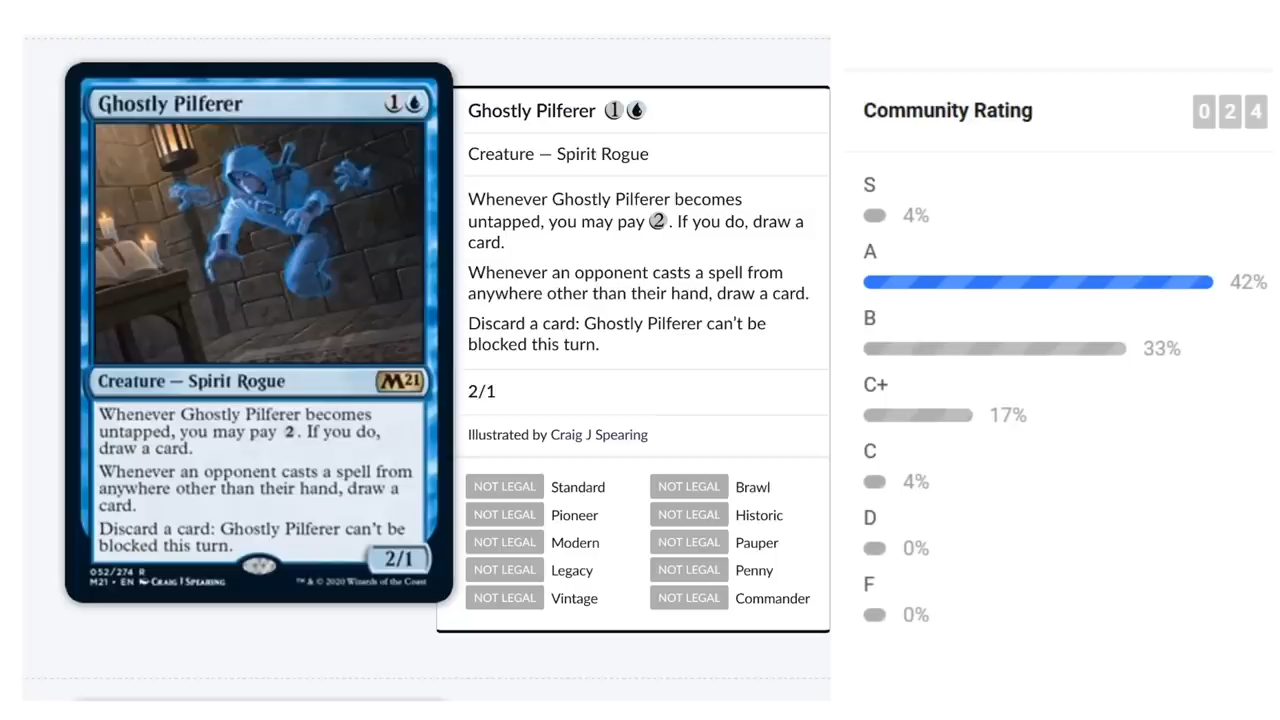 Ghostly Pilferer 1
Whenever Ghostly Pilferer becomes
untapped, you may pay 2. If you do,
draw a card.
Whenever an opponent casts a spell from
anywhere other than their hand, draw a
card.
Discard a card: Ghostly Pilferer can't be
blocked this turn.
Creature — Spirit Rogue M21
2/1
052/274 R
M21 • EN CRAIG J SPEARING ™ & © 2020 Wizards of the Coast
Ghostly Pilferer 1
Creature — Spirit Rogue
Whenever Ghostly Pilferer becomes
untapped, you may pay 2. If you do, draw a
card.
Whenever an opponent casts a spell from
anywhere other than their hand, draw a card.
Discard a card: Ghostly Pilferer can't be
blocked this turn.
2/1
Illustrated by Craig J Spearing
NOT LEGAL Standard NOT LEGAL Brawl
NOT LEGAL Pioneer NOT LEGAL Historic
NOT LEGAL Modern NOT LEGAL Pauper
NOT LEGAL Legacy NOT LEGAL Penny
NOT LEGAL Vintage NOT LEGAL Commander
Community Rating 0 2 4
S
4%
A
42%
B
33%
C+
17%
C
4%
D
0%
F
0%